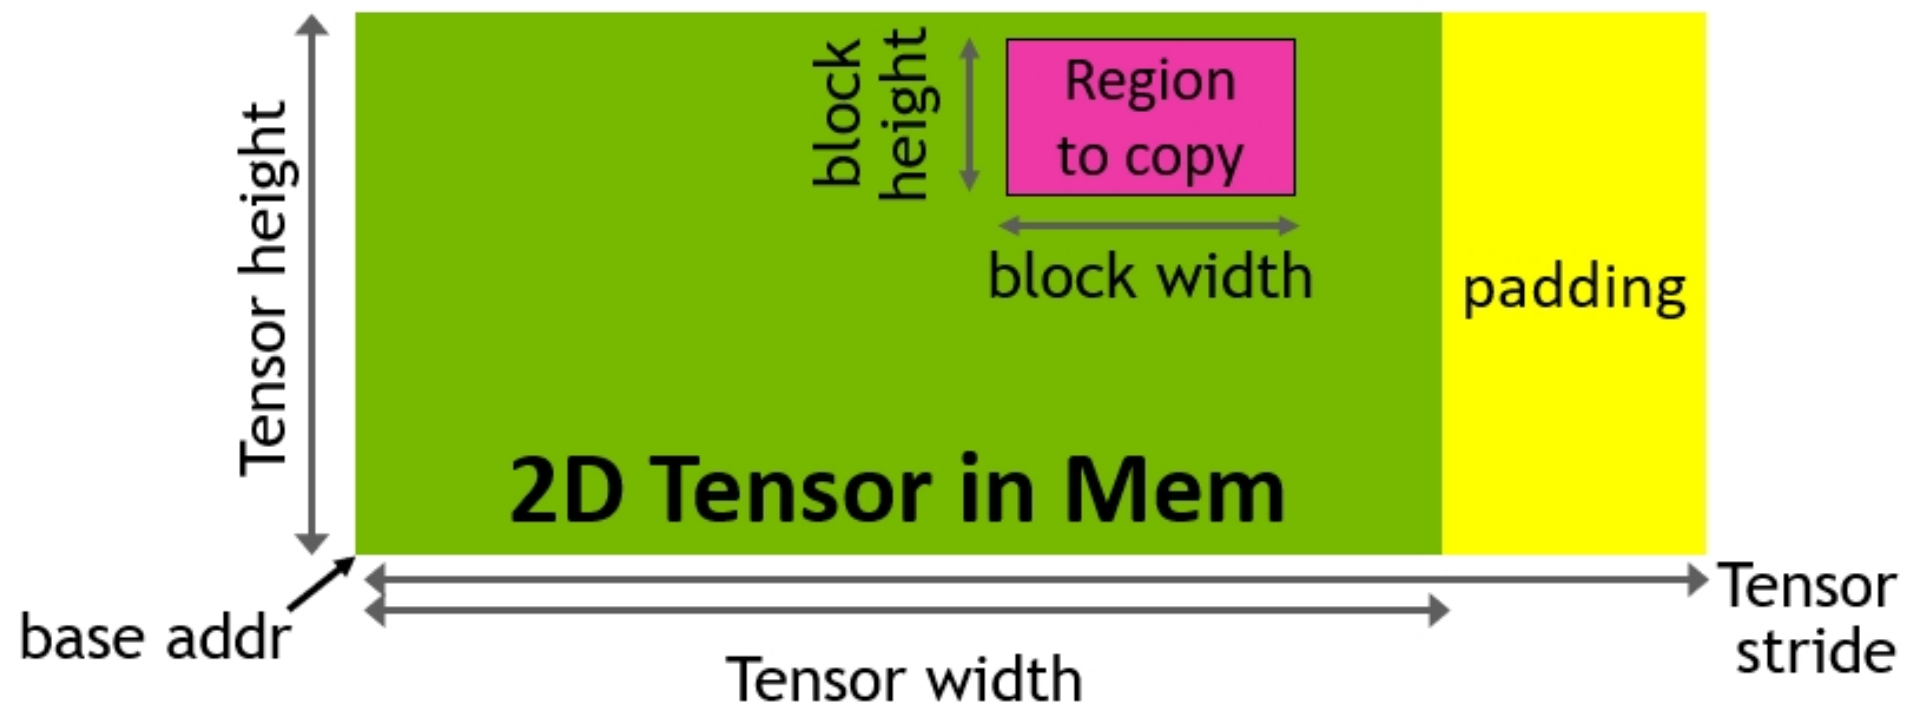 Tensor height
block
height
Region
to copy
block width
padding
2D Tensor in Mem
base addr
Tensor
stride
Tensor width